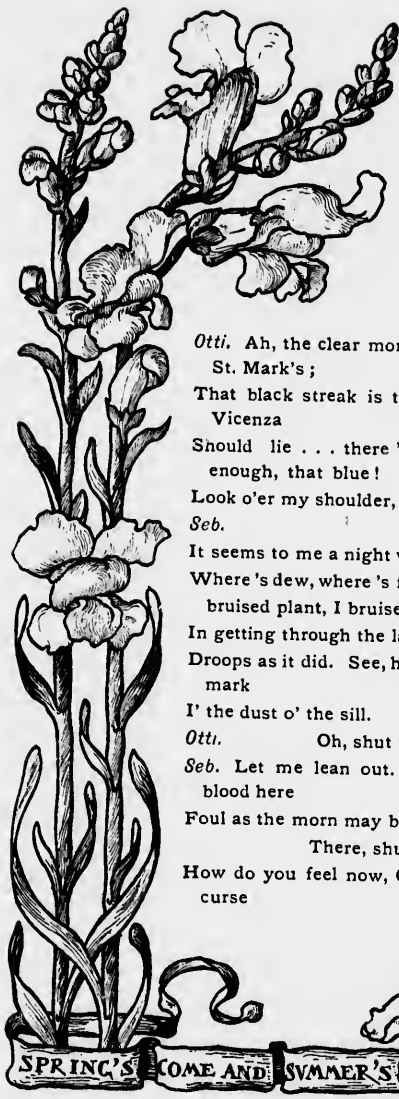 Otti. Ah, the clear mor
St. Mark's ;
That black streak is t
Vicenza
Should lie . . . there 's
enough, that blue!
Look o'er my shoulder,
Seb.
It seems to me a night
Where 's dew, where 's
bruised plant, I bruise
In getting through the la
Droops as it did. See, h
mark
I' the dust o' the sill.
Otti. Oh, shut
Seb. Let me lean out.
blood here
Foul as the morn may b
There, shu
How do you feel now,
curse
SPRING'S COME AND SVMMER'S